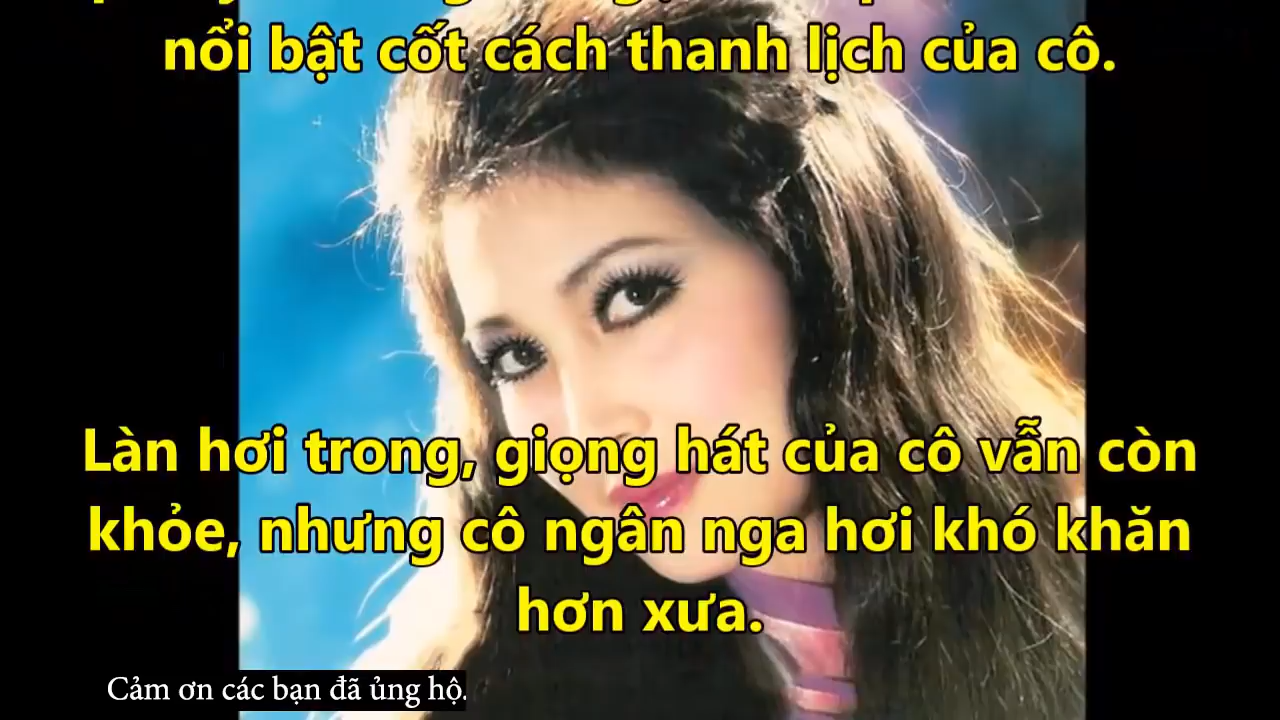 nổi bật cốt cách thanh lịch của cô.
Làn hơi trong, giọng hát của cô vẫn còn
khỏe, nhưng cô ngân nga hơi khó khăn
hơn xưa.
Cảm ơn các bạn đã ủng hộ.